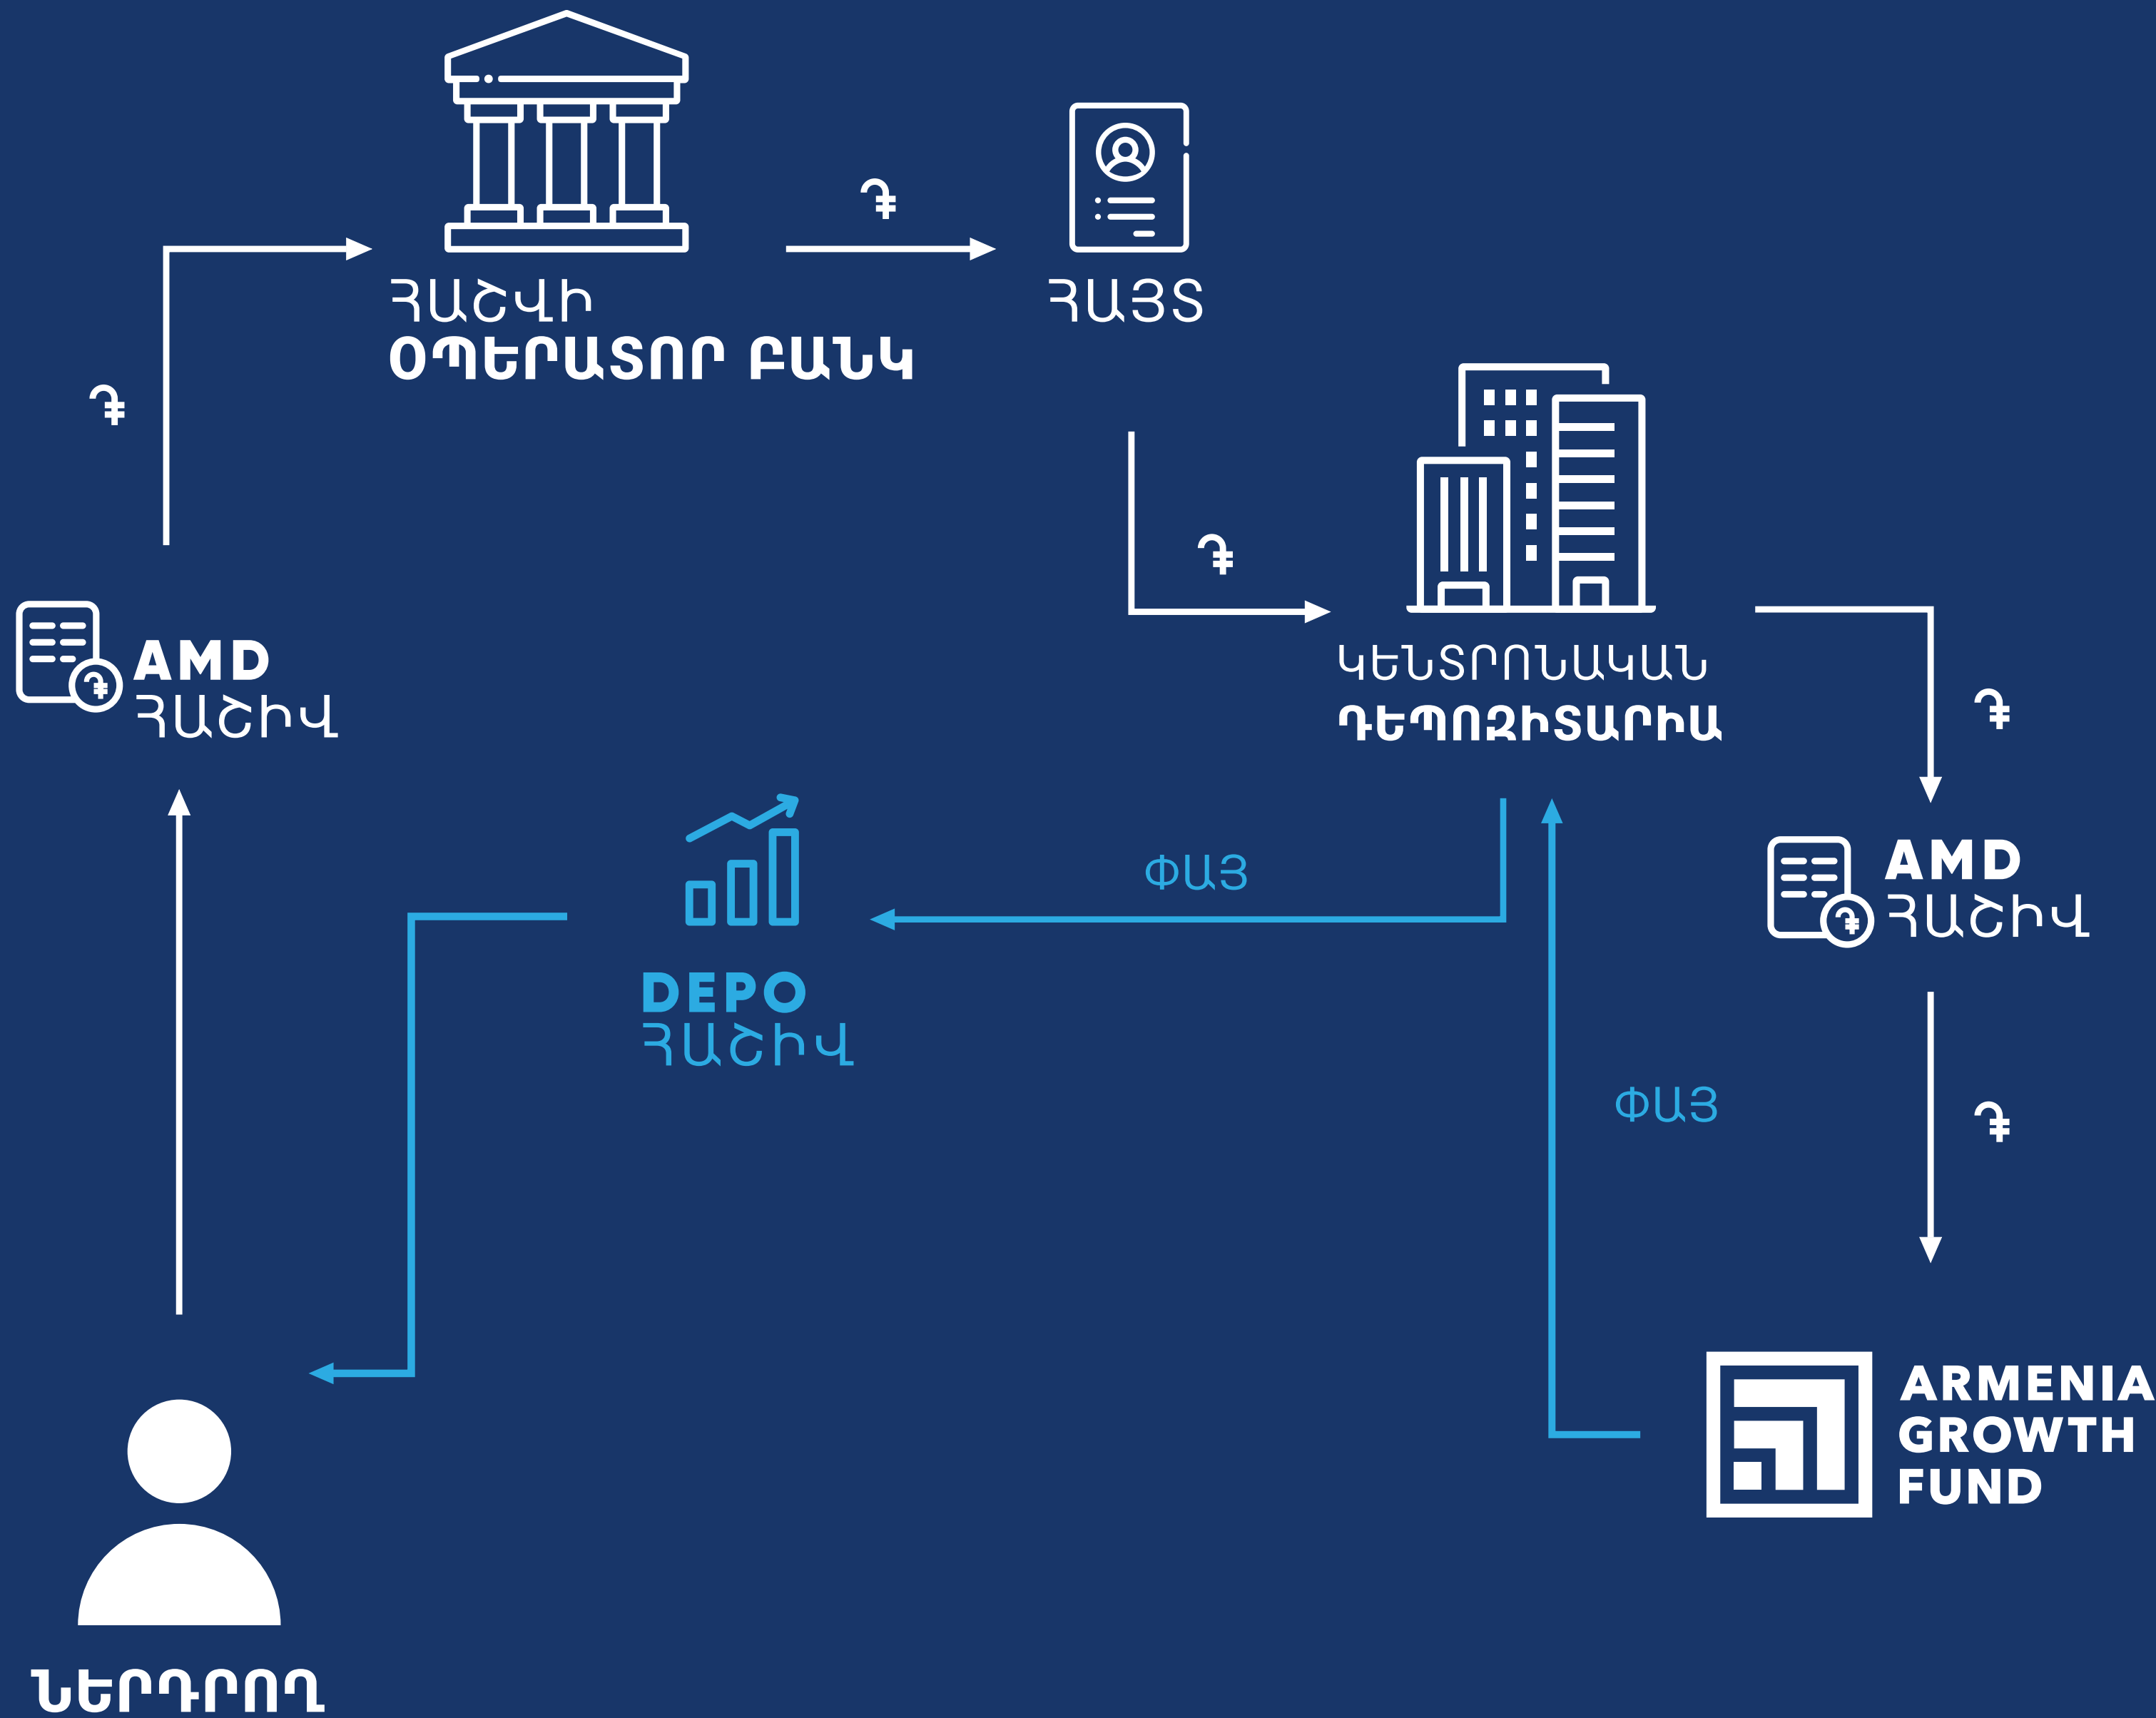 ֏
ՀԱՇՎԻ
ՕՊԵՐԱՏՈՐ ԲԱՆԿ
ՀԱՅՏ
֏
֏
AMD
ՀԱՇԻՎ
֏
ԿԵՆՏՐՈՆԱԿԱՆ
ԴԵՊՈԶԻՏԱՐԻԱ
֏
֏
ՓԱՅ
AMD
ՀԱՇԻՎ
֏
DEPO
ՀԱՇԻՎ
ՓԱՅ
֏
ARMENIA
GROWTH
FUND
ՆԵՐԴՐՈՂ